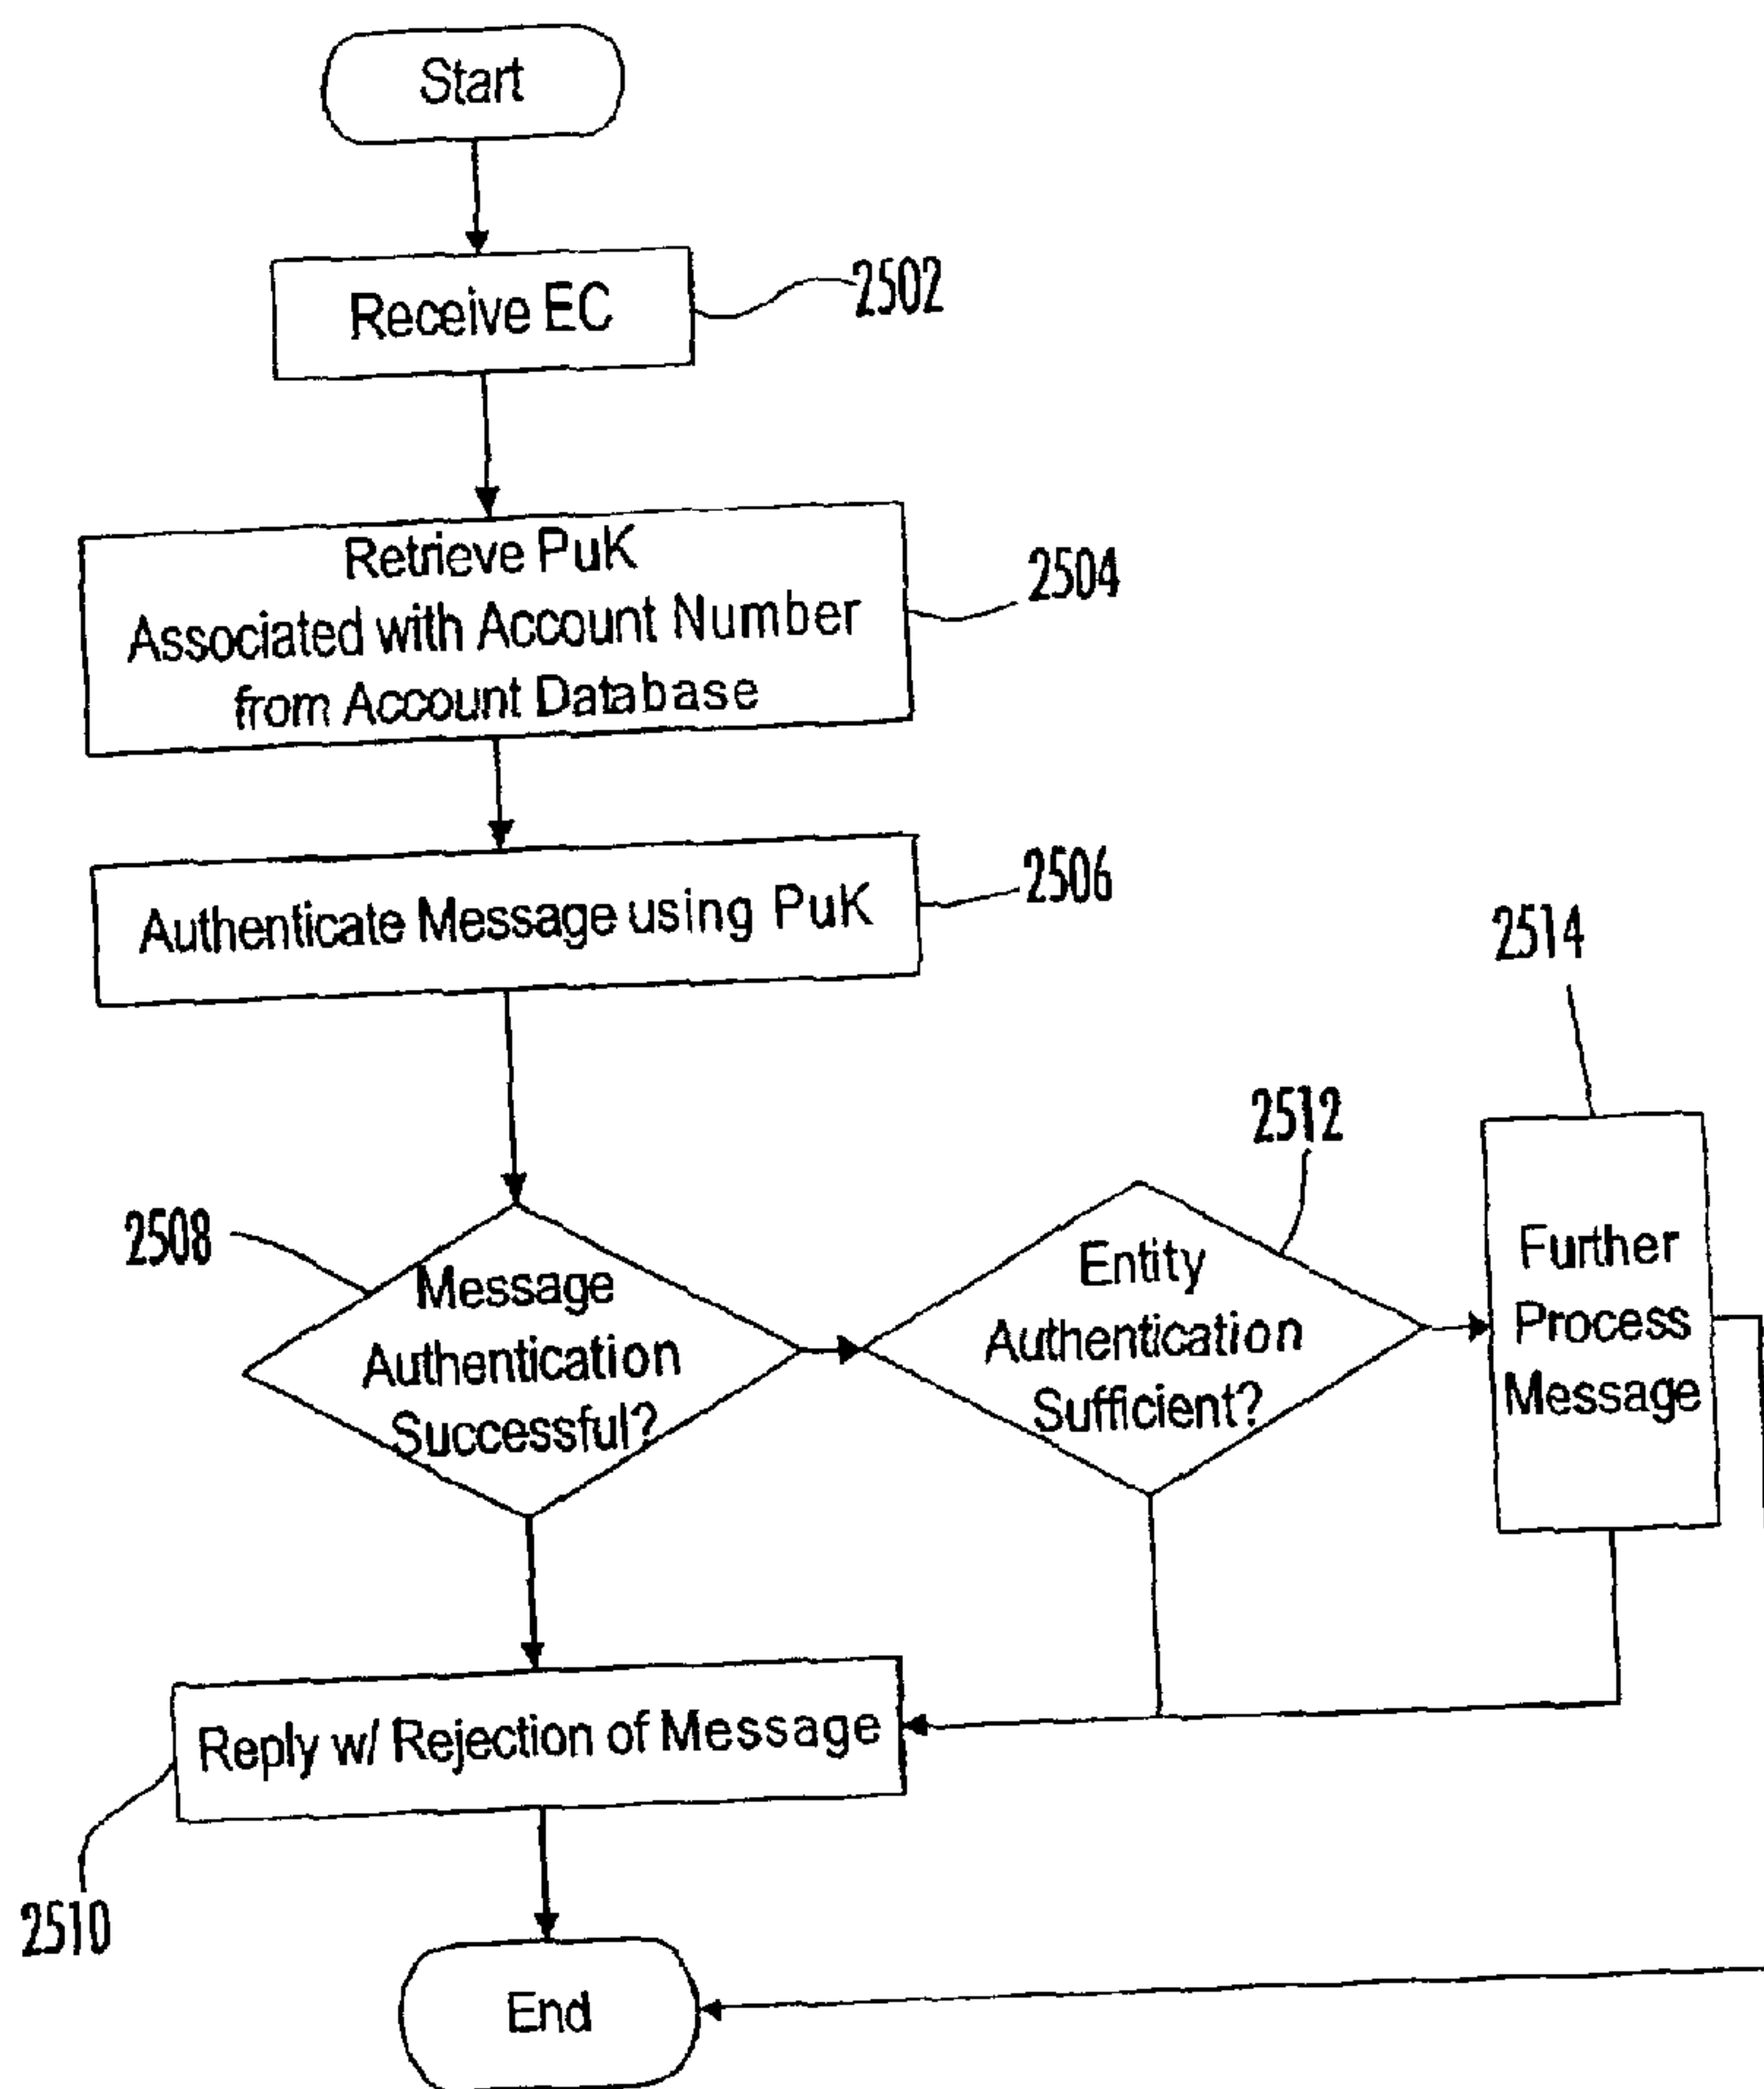 Start
Receive EC
2502
Retrieve PuK
Associated with Account Number
from Account Database
2504
Authenticate Message using PuK
2506
2514
2512
2508
Message
Authentication
Successful?
Entity
Authentication
Sufficient?
Further
Process
Message
Reply w/ Rejection of Message
2510
End